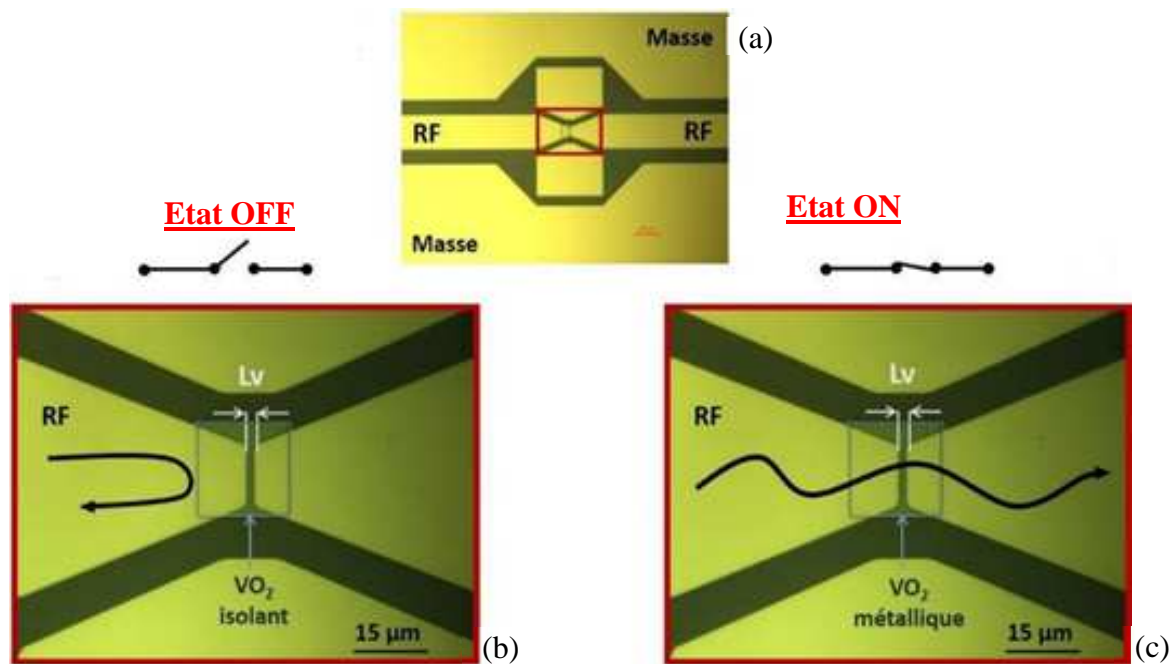 Masse
(a)
RF
RF
Masse
Etat OFF
Etat ON
Lv
RF
VO₂
isolant
15 µm
(b)
Lv
RF
VO₂
métallique
15 µm
(c)